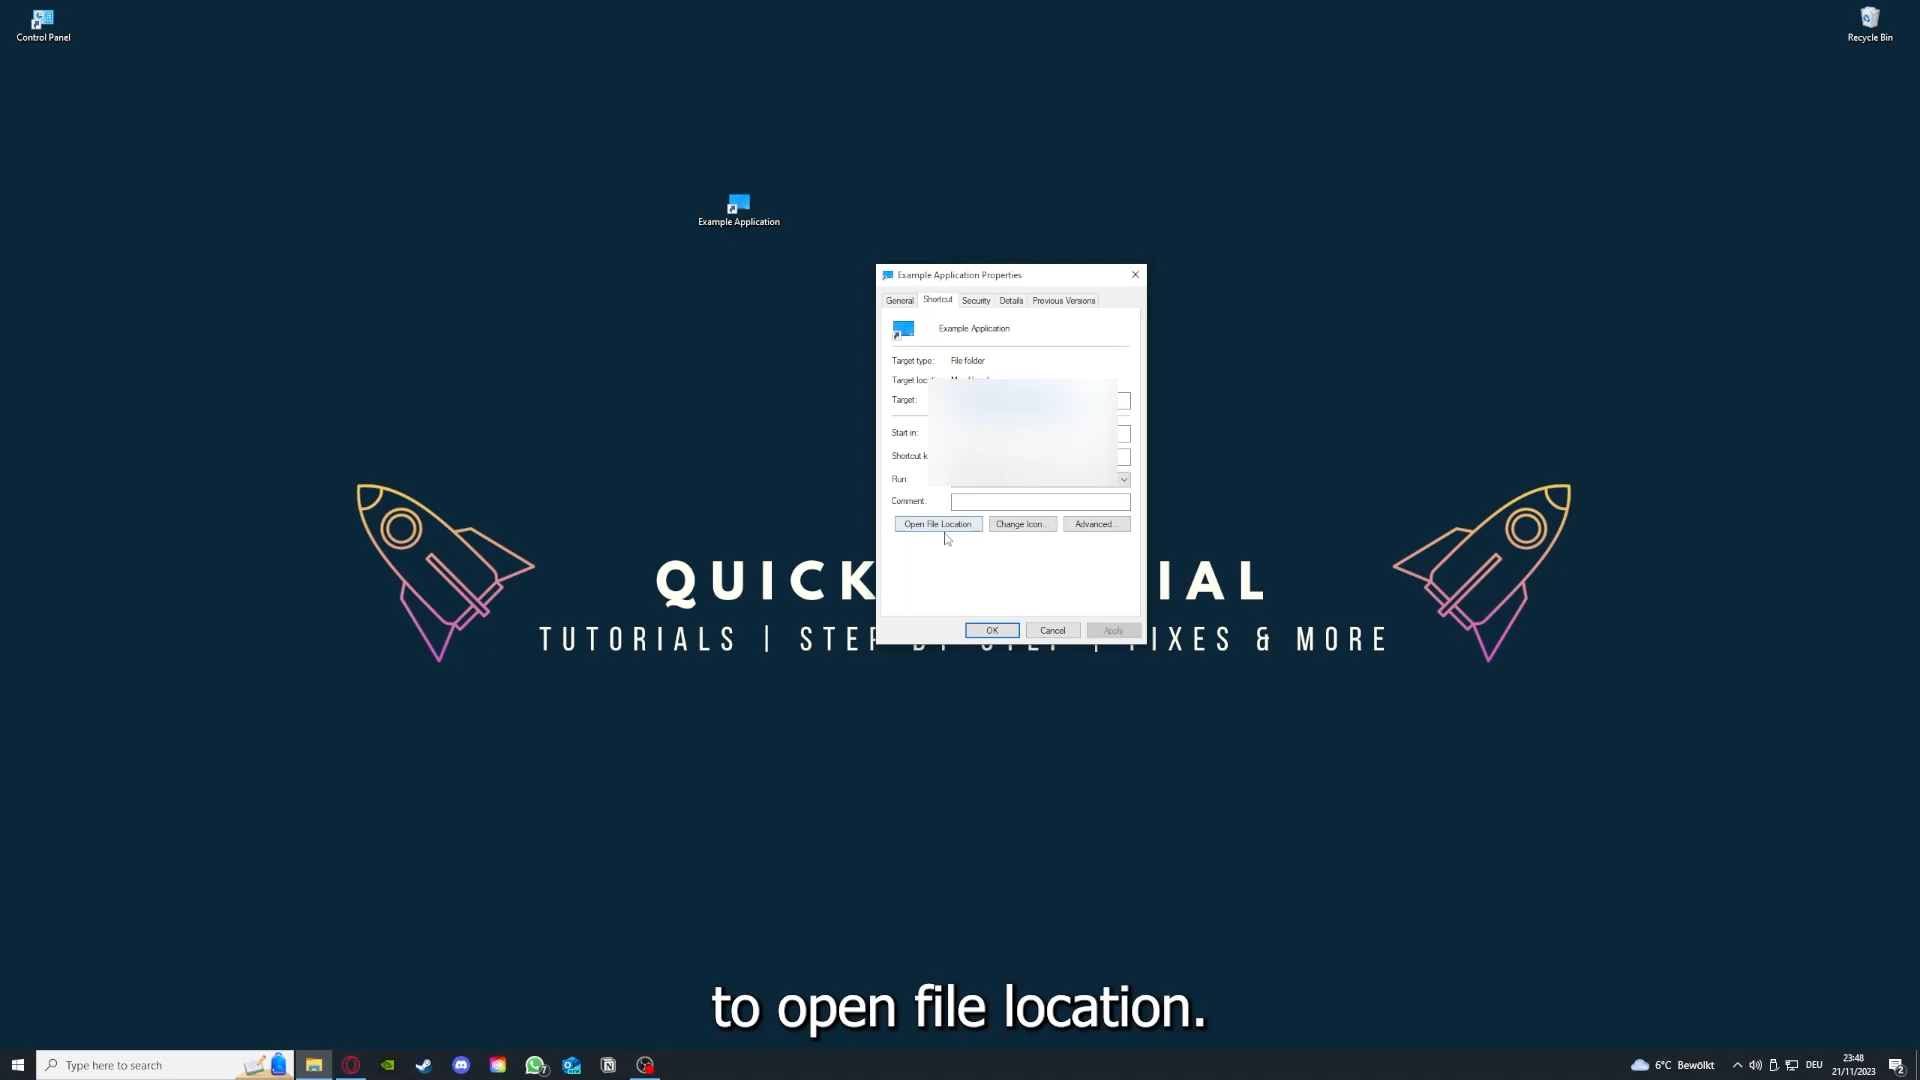 Control Panel
Recycle Bin
Example Application
Example Application Properties
General Shortcut Security Details Previous Versions
Example Application
Target type: File folder
Target loc
Target:
Start in:
Shortcut k
Run:
Comment:
Open File Location Change Icon... Advanced...
QUICK IAL
TUTORIALS | STEP BY STEP | FIXES & MORE
OK Cancel Apply
to open file location.
Type here to search
7
6°C Bewölkt
DEU
23:48
21/11/2023
2